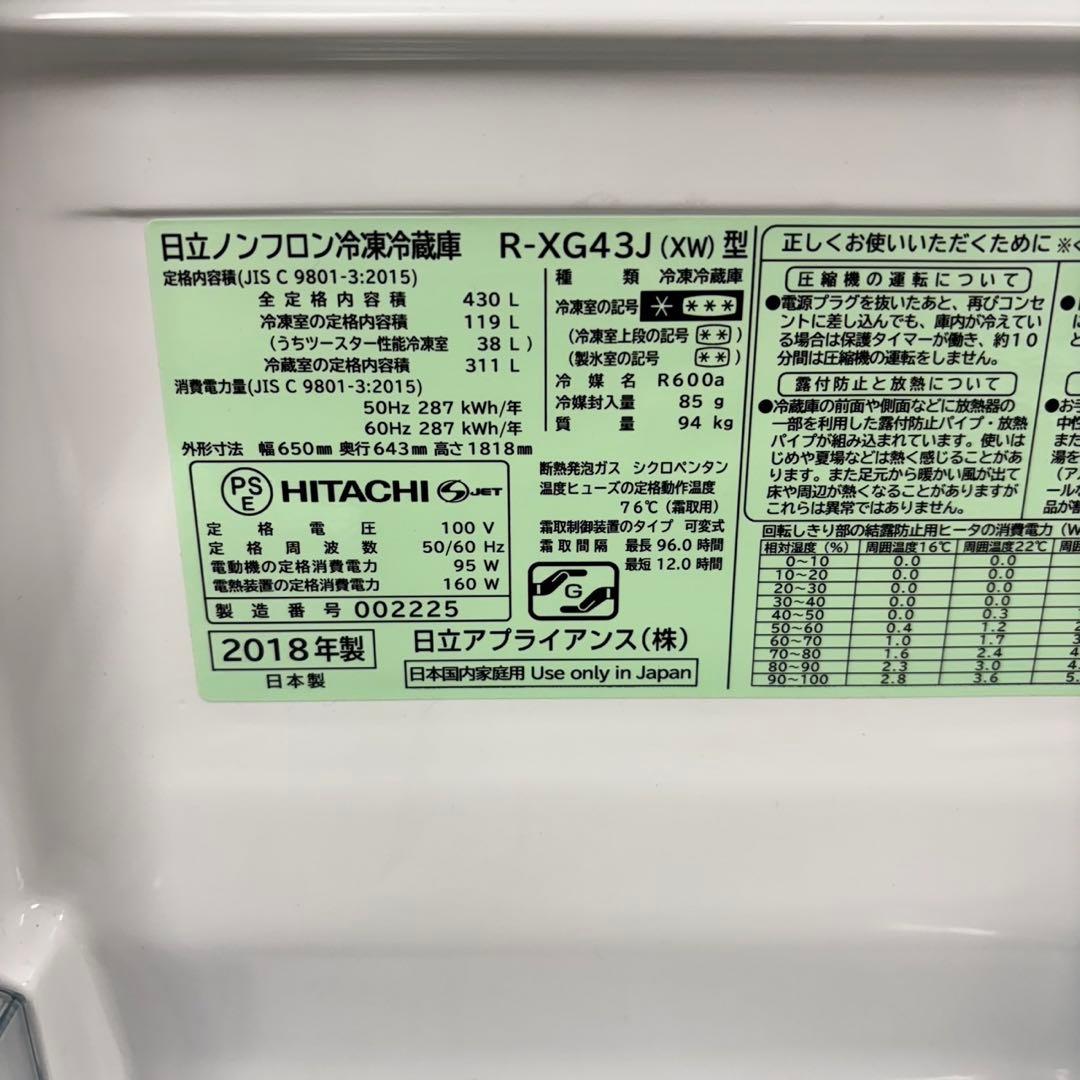 日立ノンフロン冷凍冷蔵庫 R-XG43J(XW)型
定格内容積(JIS C 9801-3:2015)
全定格内容積 430 L
冷凍室の定格内容積 119 L
(うちツースター性能冷凍室 38 L)
冷蔵室の定格内容積 311 L
消費電力量(JIS C 9801-3:2015)
50Hz 287 kWh/年
60Hz 287 kWh/年
外形寸法 幅650mm 奥行643mm 高さ1818mm
種類 冷凍冷蔵庫
冷凍室の記号 * ***
(冷凍室上段の記号 **)
(製氷室の記号 **)
冷媒名 R600a
冷媒封入量 85 g
質量 94 kg
PSE HITACHI S JET
定格電圧 100 V
定格周波数 50/60 Hz
電動機の定格消費電力 95 W
電熱装置の定格消費電力 160 W
製造番号 002225
断熱発泡ガス シクロペンタン
温度ヒューズの定格動作温度
76℃(霜取用)
霜取制御装置のタイプ 可変式
霜取間隔 最長 96.0 時間
最短 12.0 時間
G
2018年製
日本製
日立アプライアンス(株)
日本国内家庭用 Use only in Japan
正しくお使いいただくために ※
圧縮機の運転について
●電源プラグを抜いたあと、再びコンセ
ントに差し込んでも、庫内が冷えてい
る場合は保護タイマーが働き、約10
分間は圧縮機の運転をしません。
露付防止と放熱について
●冷蔵庫の前面や側面などに放熱器の
一部を利用した露付防止パイプ・放熱
パイプが組み込まれています。使いは
じめや夏場などは熱く感じることがあ
ります。また足元から暖かい風が出て
床や周辺が熱くなることがありますが
これらは異常ではありません。
●お手
中性
また
湯を
(ア
ールな
品が割
回転しきり部の結露防止用ヒータの消費電力 (W
相対湿度 (%) 周囲温度16℃ 周囲温度22℃ 周囲
0~10 0.0 0.0
10~20 0.0 0.0
20~30 0.0 0.0
30~40 0.0 0.0
40~50 0.0 0.3
50~60 0.4 1.2
60~70 1.0 1.7
70~80 1.6 2.4
80~90 2.3 3.0
90~100 2.8 3.6